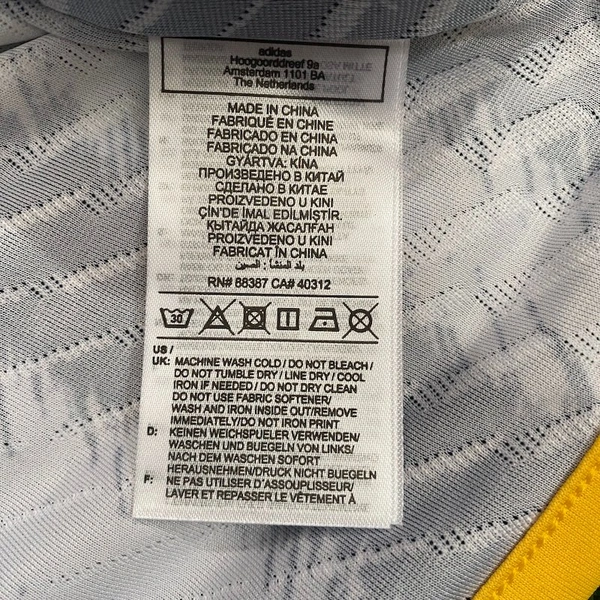 adidas
Hoogoorddreef 9a
Amsterdam 1101 BA
The Netherlands
MADE IN CHINA
FABRIQUÉ EN CHINE
FABRICADO EN CHINA
FABRICADO NA CHINA
GYÁRTVA: KÍNA
ПРОИЗВЕДЕНО В КИТАЙ
СДЕЛАНО В КИТАЕ
PROIZVEDENO U KINI
ÇİN'DE İMAL EDİLMİŞTİR.
ҚЫТАЙДА ЖАСАЛҒАН
PROIZVEDENO U KINI
FABRICAT ÎN CHINA
بلد المنشأ : الصين
RN# 88387 CA# 40312
30
US /
UK: MACHINE WASH COLD / DO NOT BLEACH /
DO NOT TUMBLE DRY / LINE DRY / COOL
IRON IF NEEDED / DO NOT DRY CLEAN
DO NOT USE FABRIC SOFTENER/
WASH AND IRON INSIDE OUT/REMOVE
IMMEDIATELY/DO NOT IRON PRINT
D: KEINEN WEICHSPUELER VERWENDEN/
WASCHEN UND BUEGELN VON LINKS/
NACH DEM WASCHEN SOFORT
HERAUSNEHMEN/DRUCK NICHT BUEGELN
F: NE PAS UTILISER D'ASSOUPLISSEUR/
LAVER ET REPASSER LE VÊTEMENT À